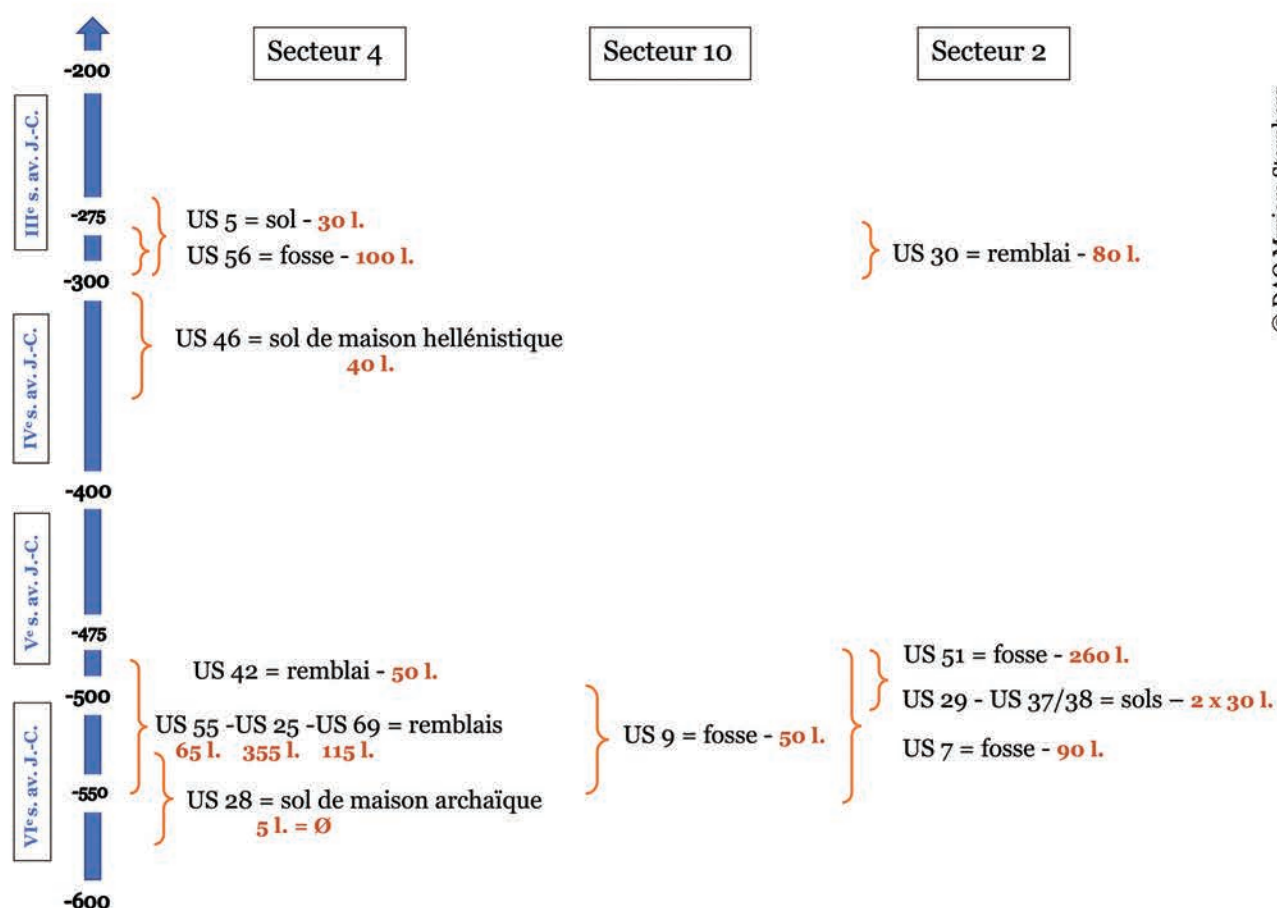 Secteur 4
Secteur 10
Secteur 2
-200
IIIᵉ s. av. J.-C.
-275
-300
IVᵉ s. av. J.-C.
-400
Vᵉ s. av. J.-C.
-475
-500
VIᵉ s. av. J.-C.
-550
-600
US 5 = sol - 30 l.
US 56 = fosse - 100 l.
US 46 = sol de maison hellénistique
40 l.
US 42 = remblai - 50 l.
US 55 -US 25 -US 69 = remblais
65 l. 355 l. 115 l.
US 28 = sol de maison archaïque
5 l. = Ø
US 9 = fosse - 50 l.
US 30 = remblai - 80 l.
US 51 = fosse - 260 l.
US 29 - US 37/38 = sols – 2 x 30 l.
US 7 = fosse - 90 l.